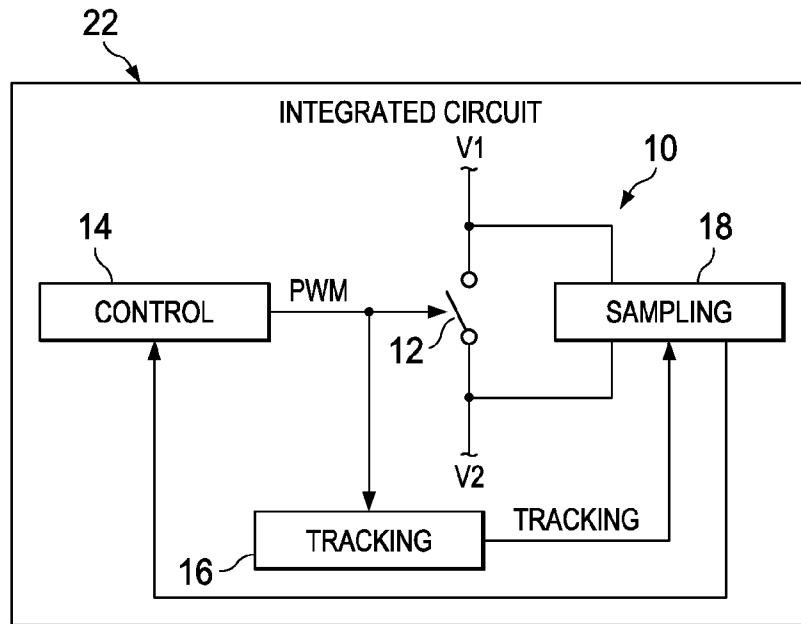 22
INTEGRATED CIRCUIT
V1
10
14
18
CONTROL
PWM
SAMPLING
12
V2
TRACKING
TRACKING
16